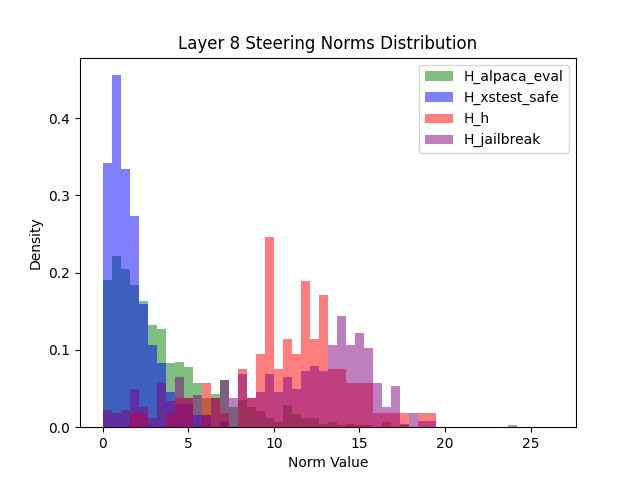 Layer 8 Steering Norms Distribution
H_alpaca_eval
H_xstest_safe
H_h
H_jailbreak
Density
0.4
0.3
0.2
0.1
0.0
0 5 10 15 20 25
Norm Value